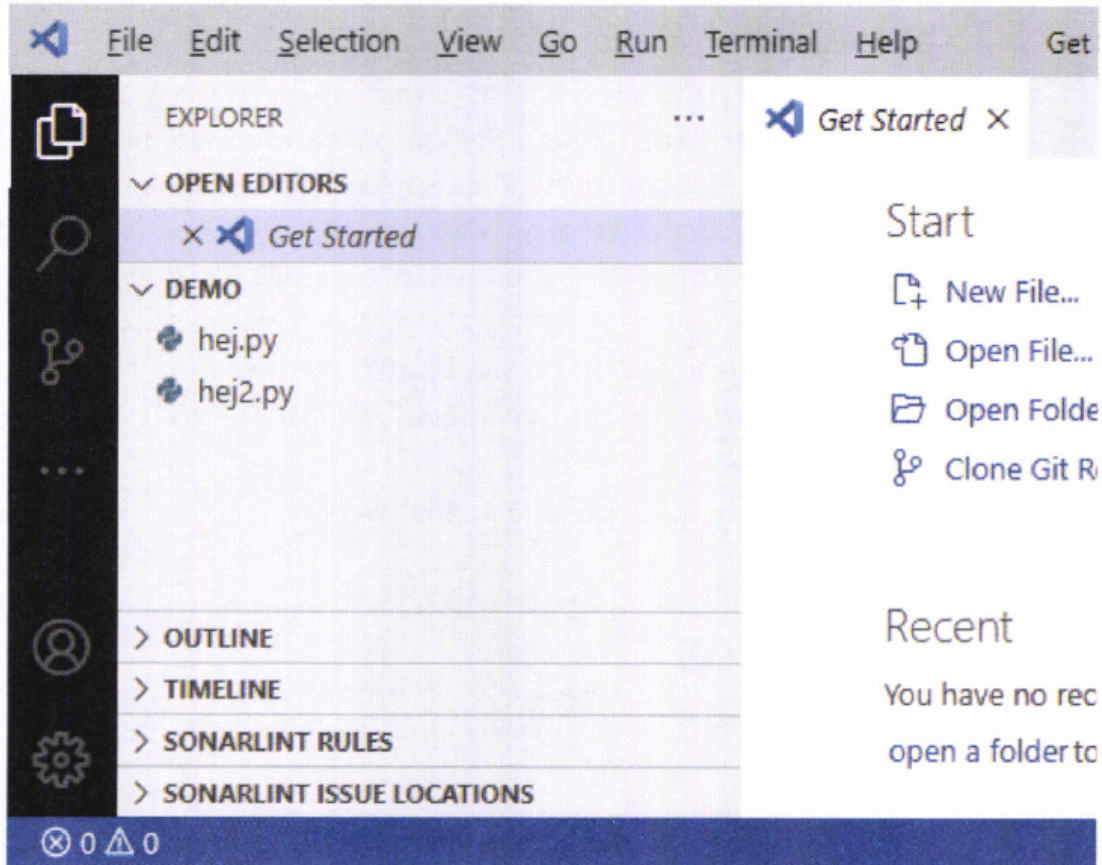 File Edit Selection View Go Run Terminal Help Get
EXPLORER
OPEN EDITORS
Get Started
DEMO
hej.py
hej2.py
OUTLINE
TIMELINE
SONARLINT RULES
SONARLINT ISSUE LOCATIONS
Get Started
Start
New File...
Open File...
Open Folde
Clone Git R
Recent
You have no rec
open a folder to
0 0